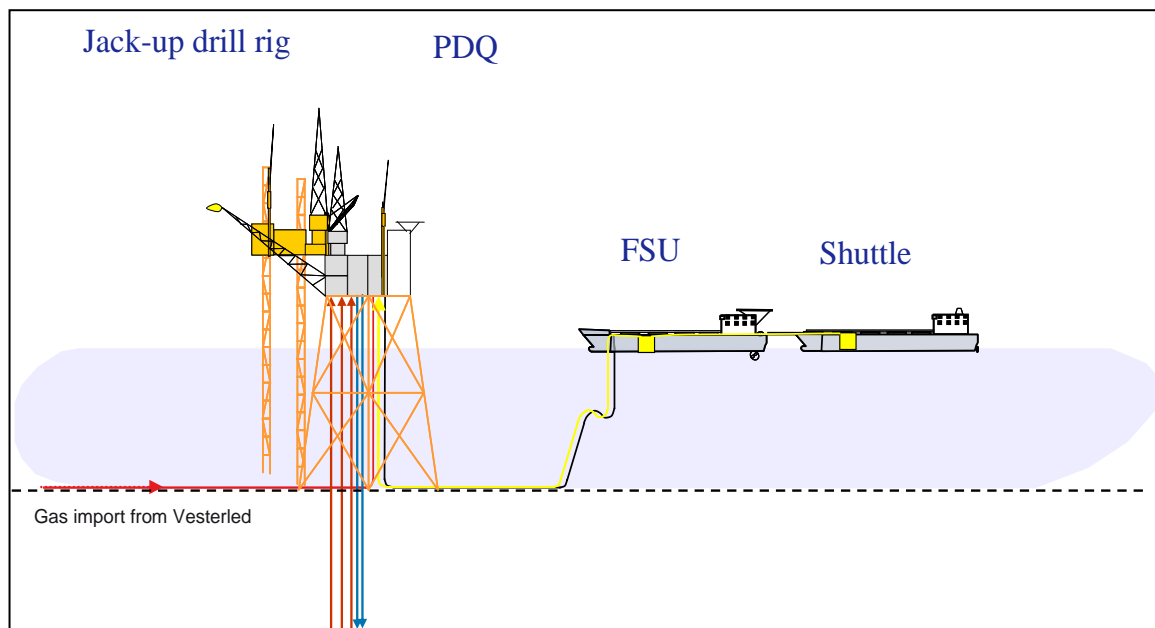 Jack-up drill rig
PDQ
FSU
Shuttle
Gas import from Vesterled